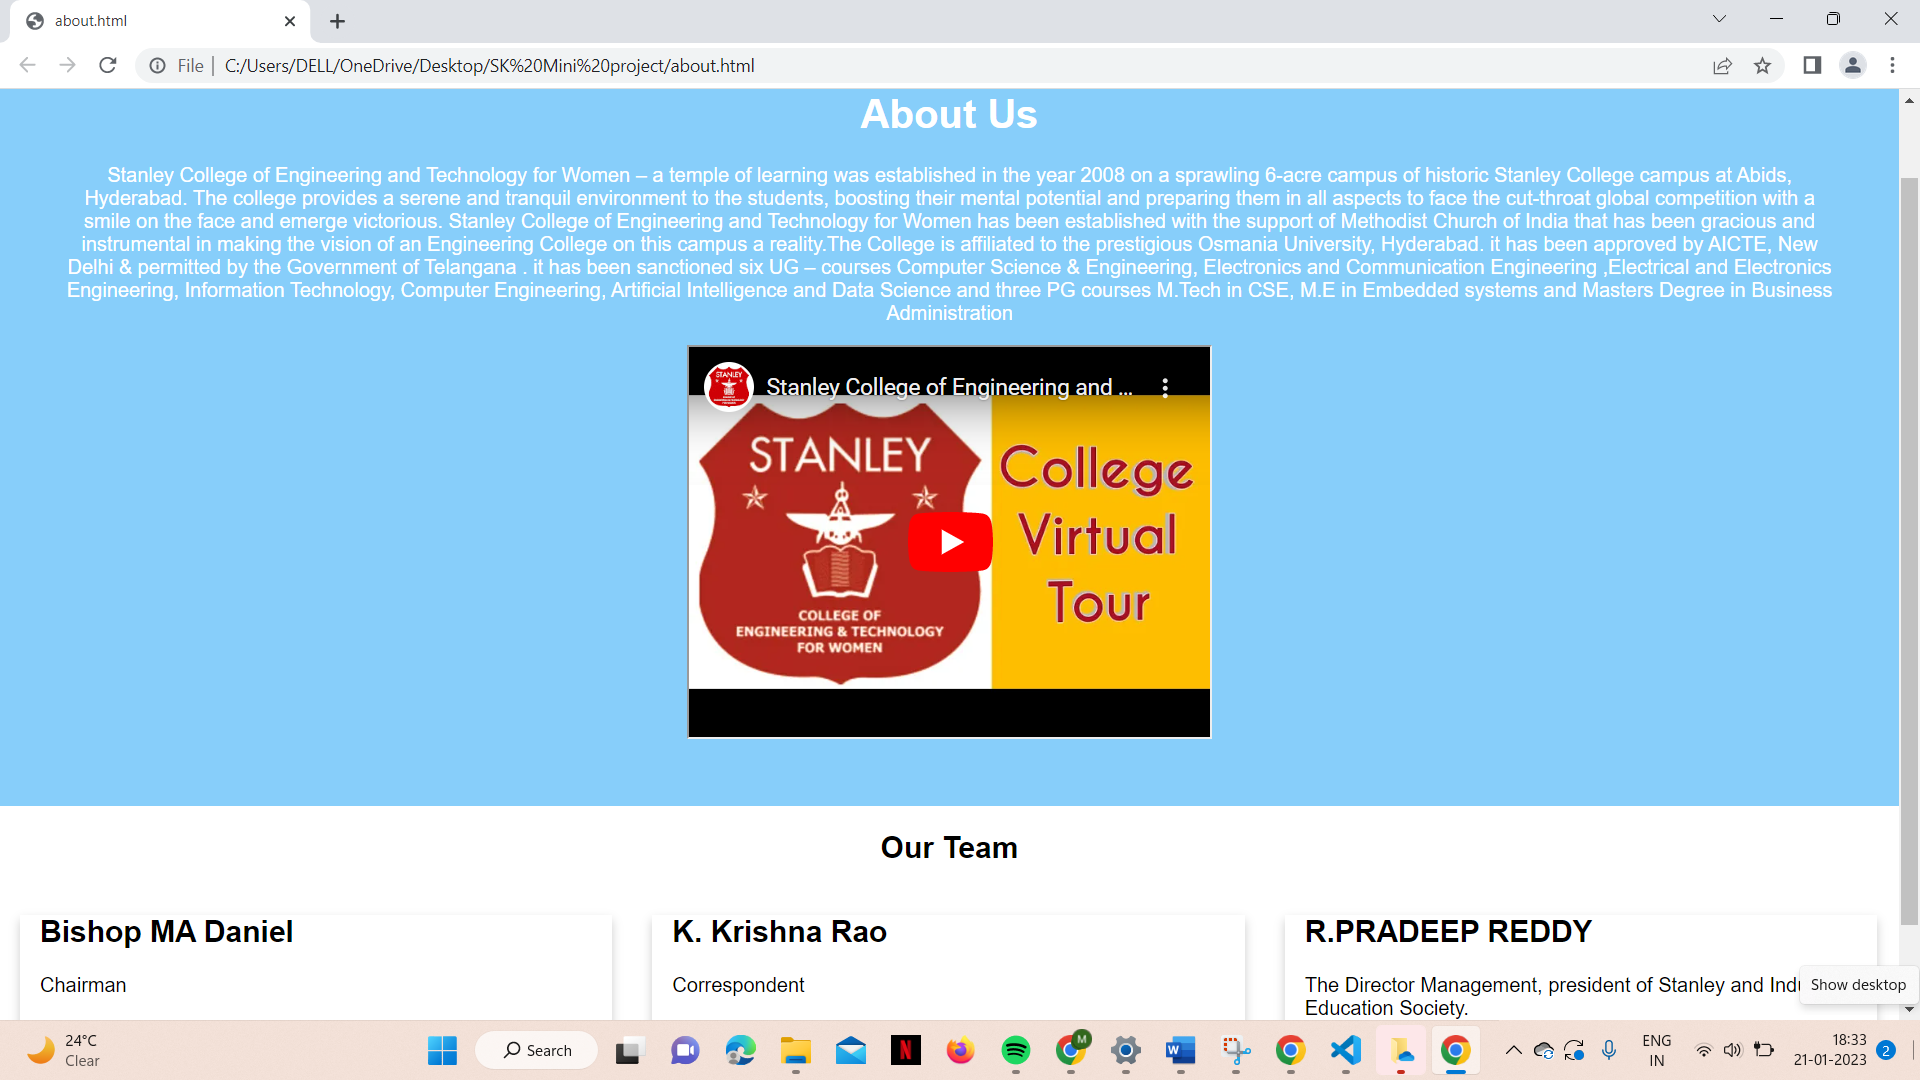 about.html
File
C:/Users/DELL/OneDrive/Desktop/SK%20Mini%20project/about.html
About Us
Stanley College of Engineering and Technology for Women – a temple of learning was established in the year 2008 on a sprawling 6-acre campus of historic Stanley College campus at Abids,
Hyderabad. The college provides a serene and tranquil environment to the students, boosting their mental potential and preparing them in all aspects to face the cut-throat global competition with a
smile on the face and emerge victorious. Stanley College of Engineering and Technology for Women has been established with the support of Methodist Church of India that has been gracious and
instrumental in making the vision of an Engineering College on this campus a reality.The College is affiliated to the prestigious Osmania University, Hyderabad. it has been approved by AICTE, New
Delhi & permitted by the Government of Telangana . it has been sanctioned six UG – courses Computer Science & Engineering, Electronics and Communication Engineering ,Electrical and Electronics
Engineering, Information Technology, Computer Engineering, Artificial Intelligence and Data Science and three PG courses M.Tech in CSE, M.E in Embedded systems and Masters Degree in Business
Administration
STANLEY
Stanley College of Engineering and ...
STANLEY
COLLEGE OF
ENGINEERING & TECHNOLOGY
FOR WOMEN
College
Virtual
Tour
Our Team
Bishop MA Daniel
Chairman
K. Krishna Rao
Correspondent
R.PRADEEP REDDY
The Director Management, president of Stanley and Indu
Education Society.
Show desktop
24°C
Clear
Search
N
M
W
ENG
IN
18:33
21-01-2023
2